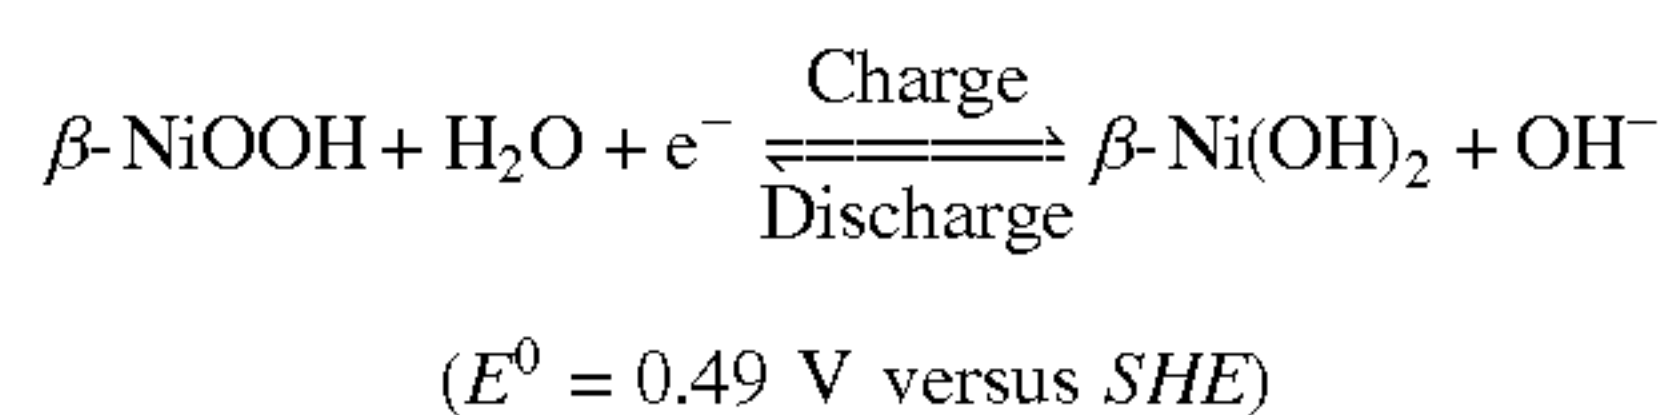 Charge
β-NiOOH + H₂O + e⁻ ⇌ β-Ni(OH)₂ + OH⁻
Discharge
(E⁰ = 0.49 V versus SHE)